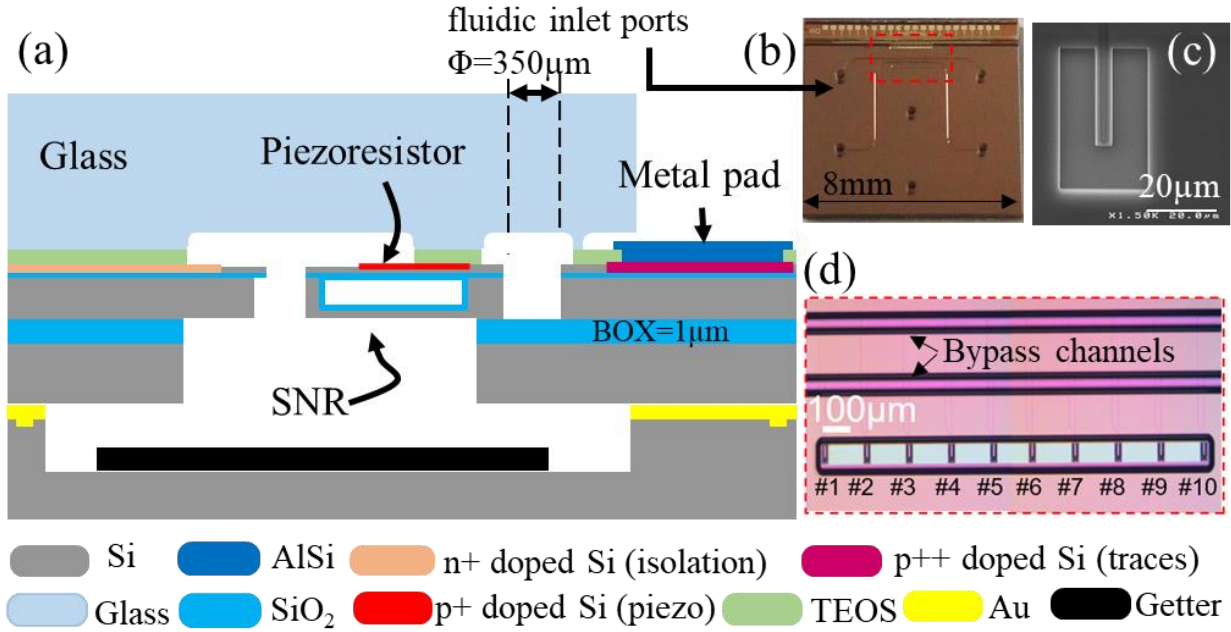 (a)
fluidic inlet ports
Φ=350µm
Glass
Piezoresistor
Metal pad
SNR
BOX=1µm
(b)
8mm
(c)
20µm
X1.50K 20.0µm
(d)
Bypass channels
100µm
#1 #2 #3 #4 #5 #6 #7 #8 #9 #10
Si
AlSi
n+ doped Si (isolation)
p++ doped Si (traces)
Glass
SiO₂
p+ doped Si (piezo)
TEOS
Au
Getter